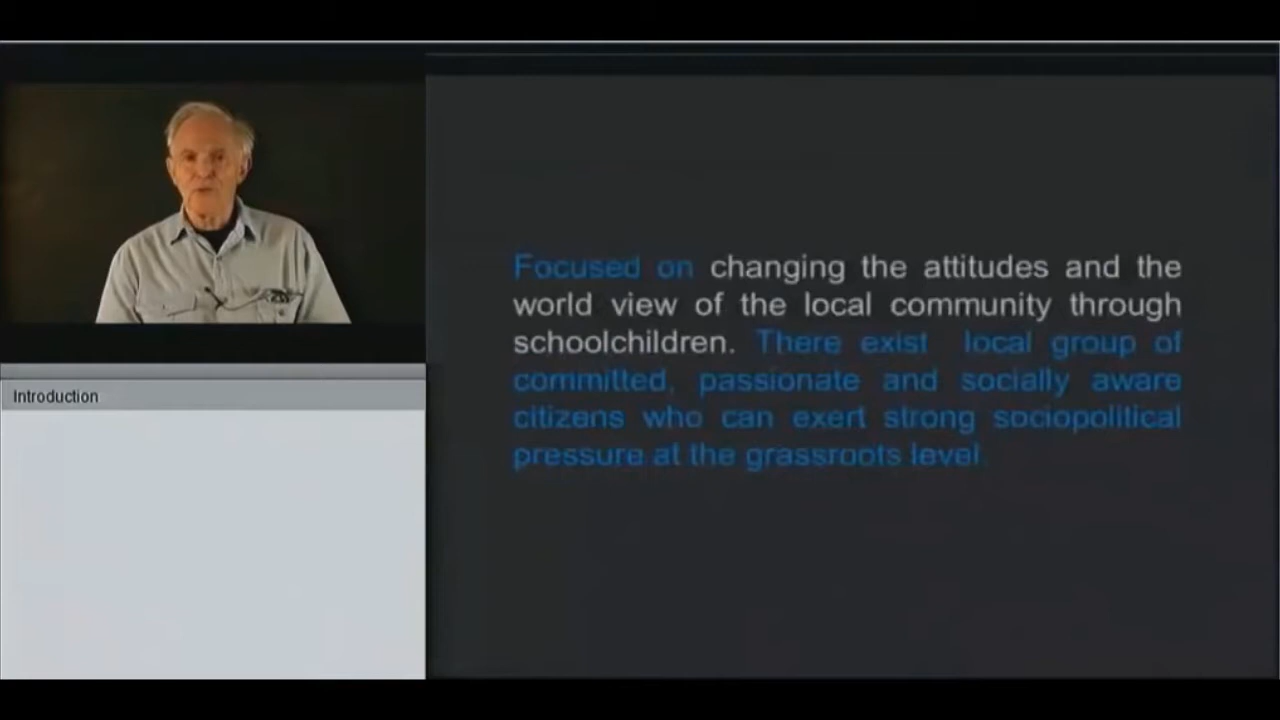 Focused on changing the attitudes and the
world view of the local community through
schoolchildren. There exist local group of
committed, passionate and socially aware
citizens who can exert strong sociopolitical
pressure at the grassroots level.
Introduction